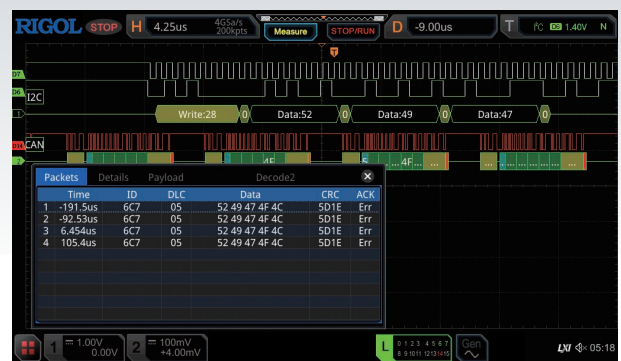 RIGOL STOP H 4.25us 4GSa/s 200kpts Measure STOP/RUN D -9.00us T I²C D8 1.40V N
D7
D6 I2C
Write:28 0 Data:52 0 Data:49 0 Data:47 0
CAN
4F 4F ... ...
Packets Details Payload Decode2
Time ID DLC Data CRC ACK
1 -191.5us 6C7 05 52 49 47 4F 4C 5D1E Err
2 -92.53us 6C7 05 52 49 47 4F 4C 5D1E Err
3 6.454us 6C7 05 52 49 47 4F 4C 5D1E Err
4 105.4us 6C7 05 52 49 47 4F 4C 5D1E Err
1 1.00V 0.00V 2 100mV +4.00mV L 0 1 2 3 4 5 6 7 8 9 10 11 12 13 14 15 Gen LXI 05:18